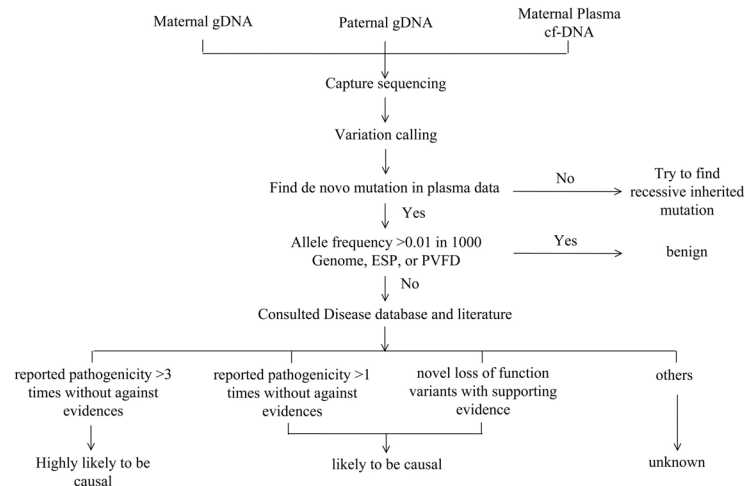 Maternal gDNA
Paternal gDNA
Maternal Plasma
cf-DNA
Capture sequencing
Variation calling
Find de novo mutation in plasma data
No
Try to find
recessive inherited
mutation
Yes
Allele frequency >0.01 in 1000
Genome, ESP, or PVFD
Yes
benign
No
Consulted Disease database and literature
reported pathogenicity >3
times without against
evidences
reported pathogenicity >1
times without against
evidences
novel loss of function
variants with supporting
evidence
others
Highly likely to be
causal
likely to be causal
unknown